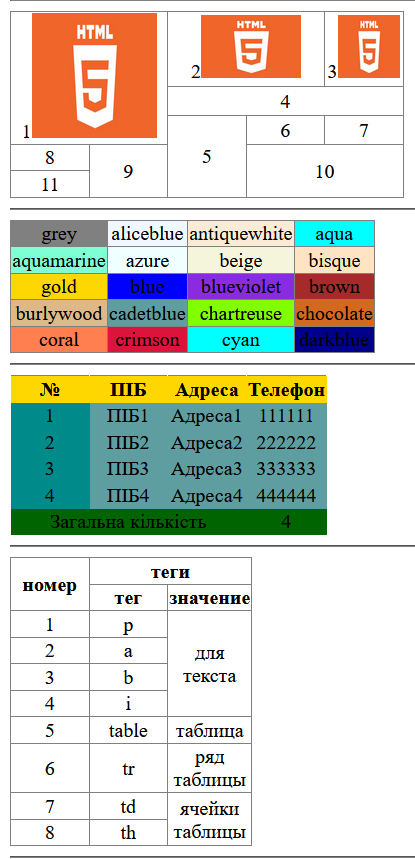 HTML
HTML
HTML
1
2
3
4
5
6
7
8
9
10
11
grey aliceblue antiquewhite aqua
aquamarine azure beige bisque
gold blue blueviolet brown
burlywood cadetblue chartreuse chocolate
coral crimson cyan darkblue
№ ПІБ Адреса Телефон
1 ПІБ1 Адреса1 111111
2 ПІБ2 Адреса2 222222
3 ПІБ3 Адреса3 333333
4 ПІБ4 Адреса4 444444
Загальна кількість 4
номер теги
тег значение
1 p
2 a
для
3 b
текста
4 i
5 table таблица
ряд
6 tr
таблицы
7 td ячейки
8 th таблицы